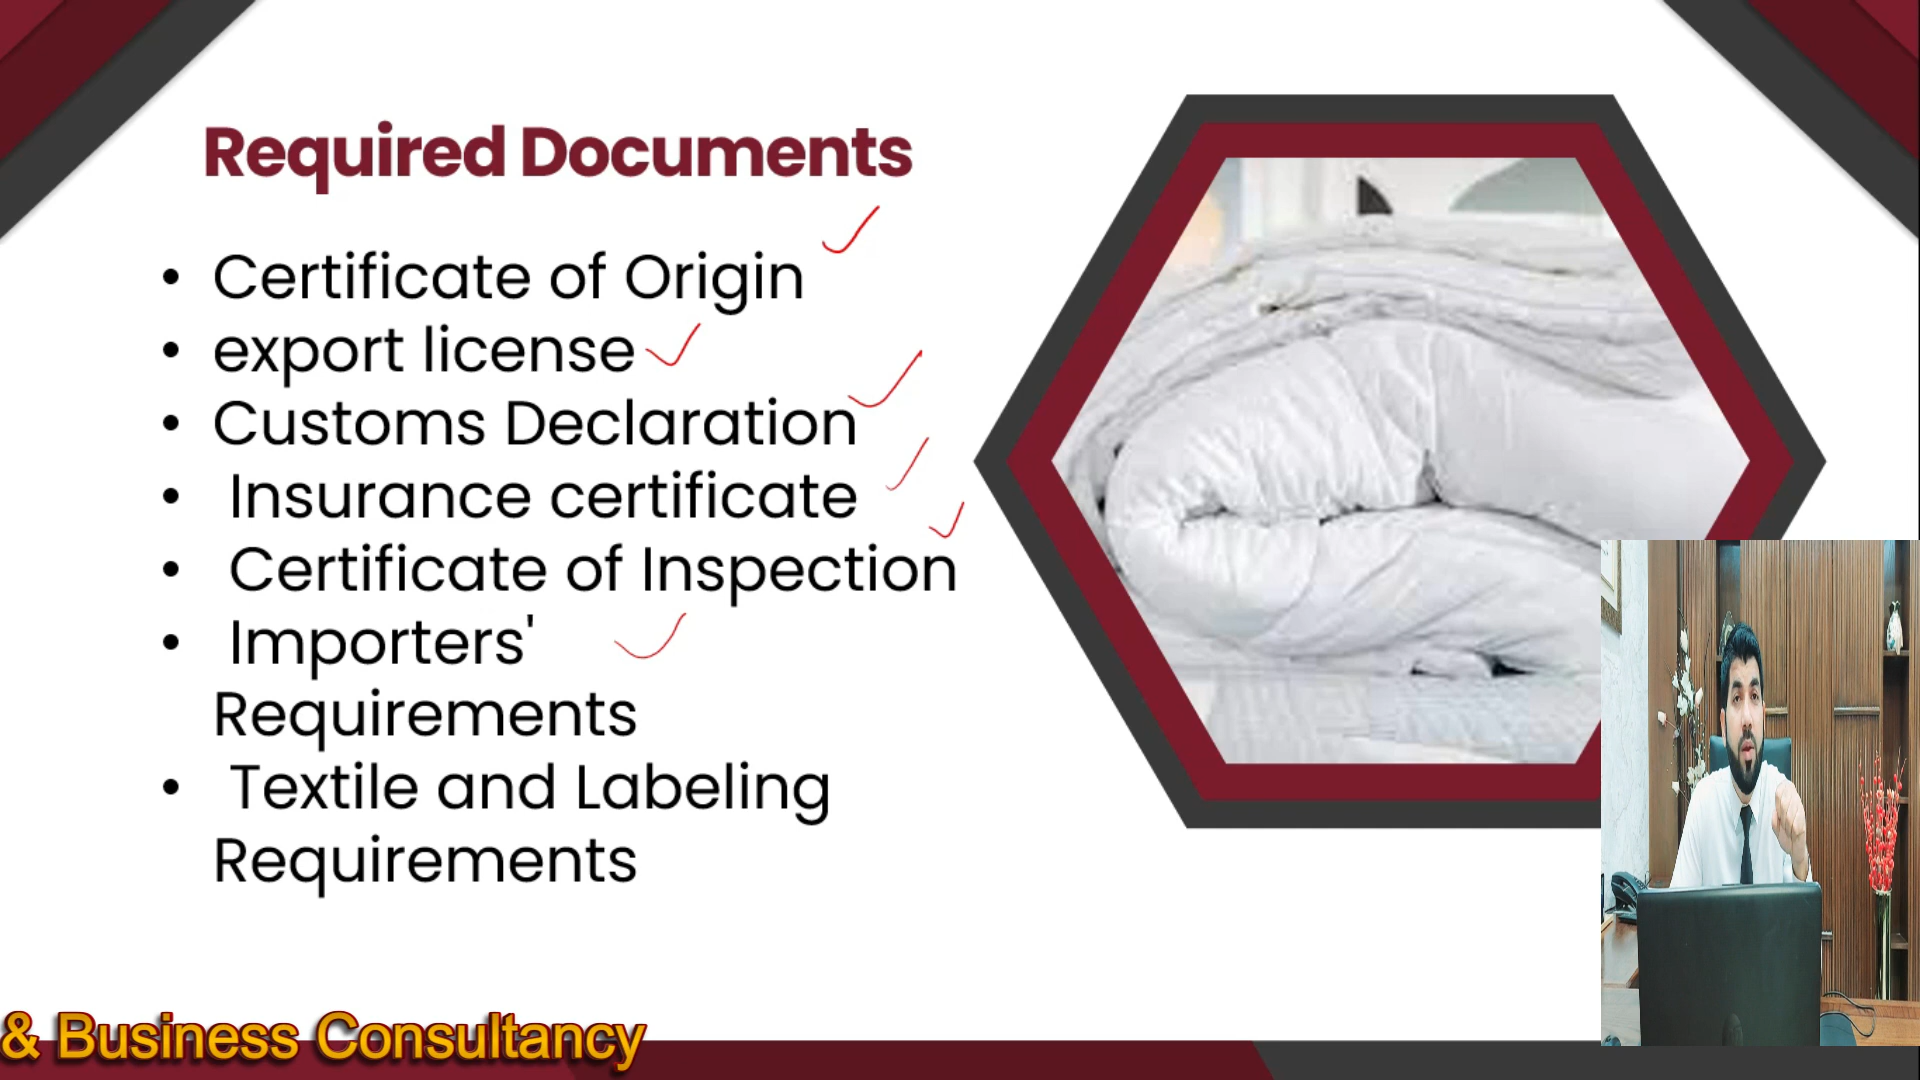 Required Documents
• Certificate of Origin
• export license
• Customs Declaration
• Insurance certificate
• Certificate of Inspection
• Importers'
Requirements
• Textile and Labeling
Requirements
& Business Consultancy